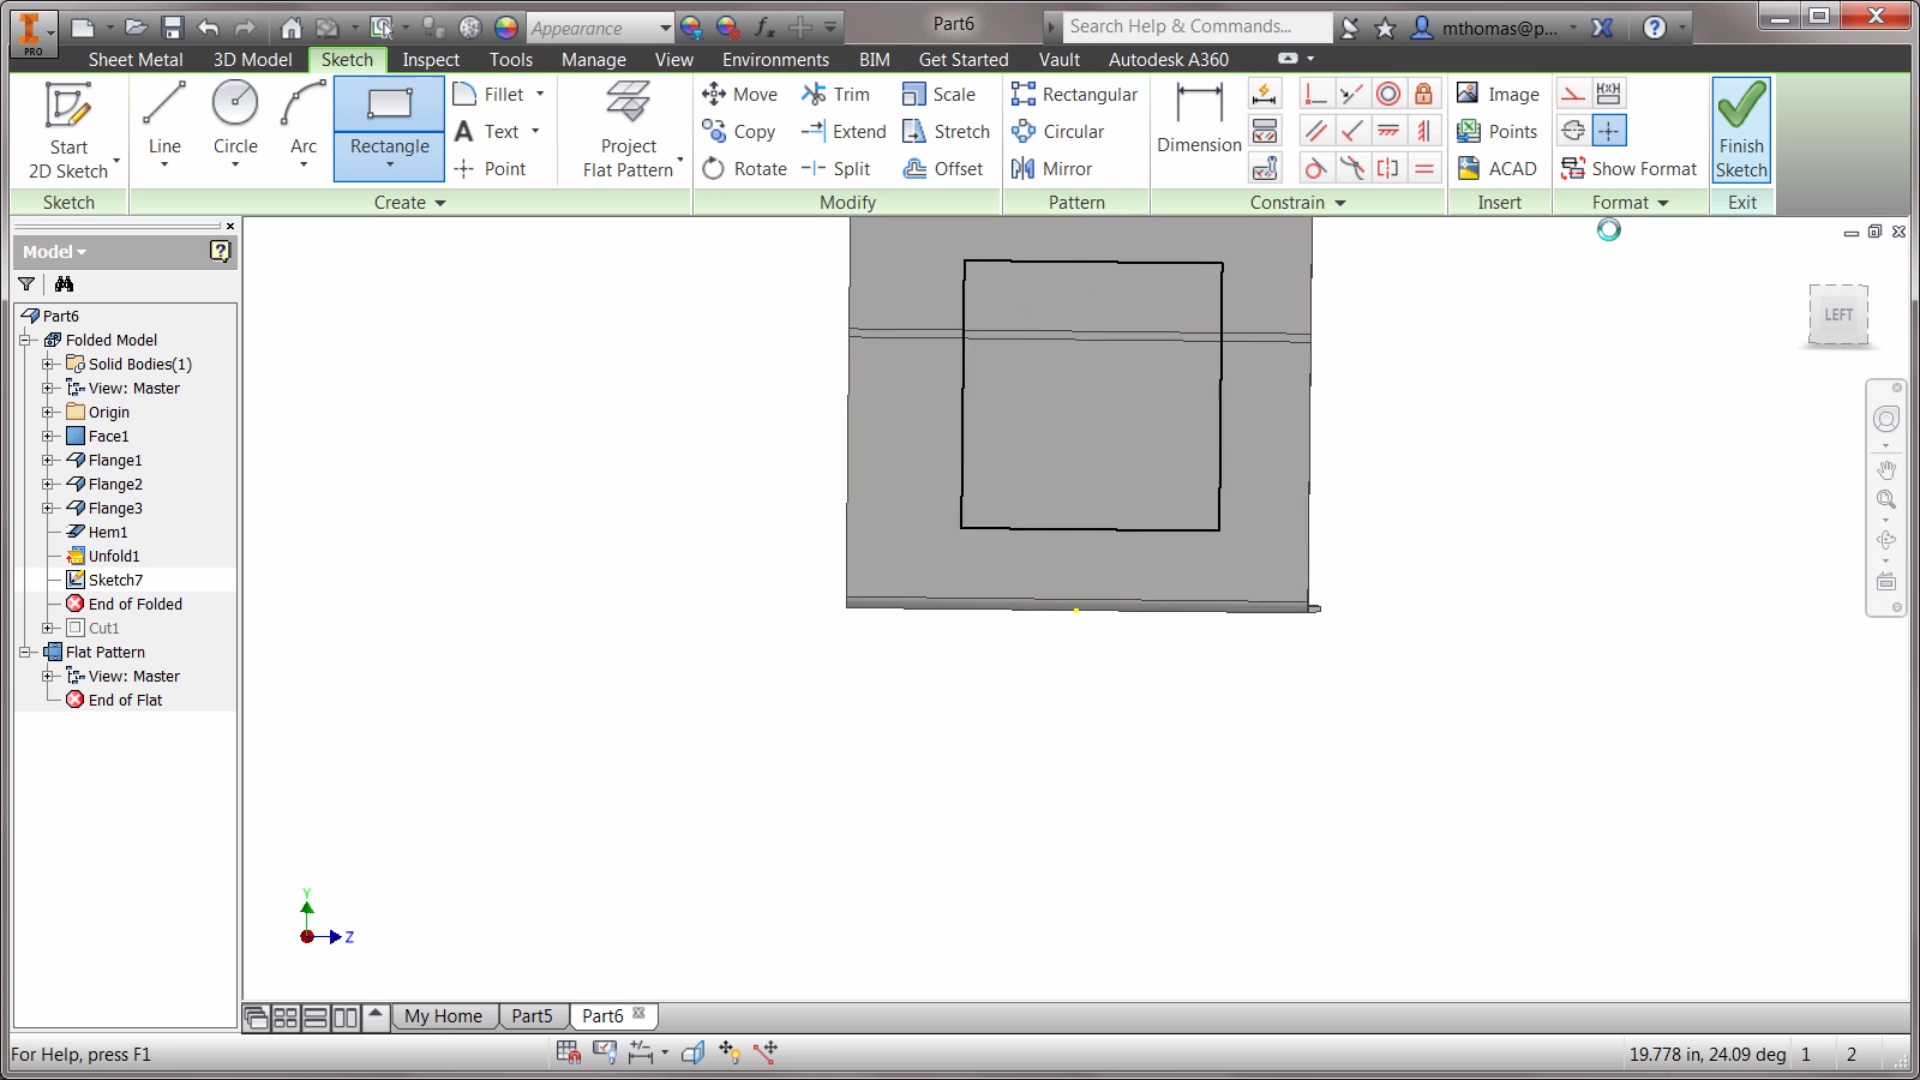 PRO
Appearance
Part6
Search Help & Commands...
mthomas@p...
Sheet Metal
3D Model
Sketch
Inspect
Tools
Manage
View
Environments
BIM
Get Started
Vault
Autodesk A360
Start
2D Sketch
Line
Circle
Arc
Rectangle
Fillet
Text
Point
Project
Flat Pattern
Move
Copy
Rotate
Trim
Extend
Split
Scale
Stretch
Offset
Rectangular
Circular
Mirror
Dimension
Image
Points
ACAD
Show Format
Finish
Sketch
Sketch
Create
Modify
Pattern
Constrain
Insert
Format
Exit
Model
Part6
Folded Model
Solid Bodies(1)
View: Master
Origin
Face1
Flange1
Flange2
Flange3
Hem1
Unfold1
Sketch7
End of Folded
Cut1
Flat Pattern
View: Master
End of Flat
LEFT
Y
Z
My Home
Part5
Part6
For Help, press F1
19.778 in, 24.09 deg
1
2